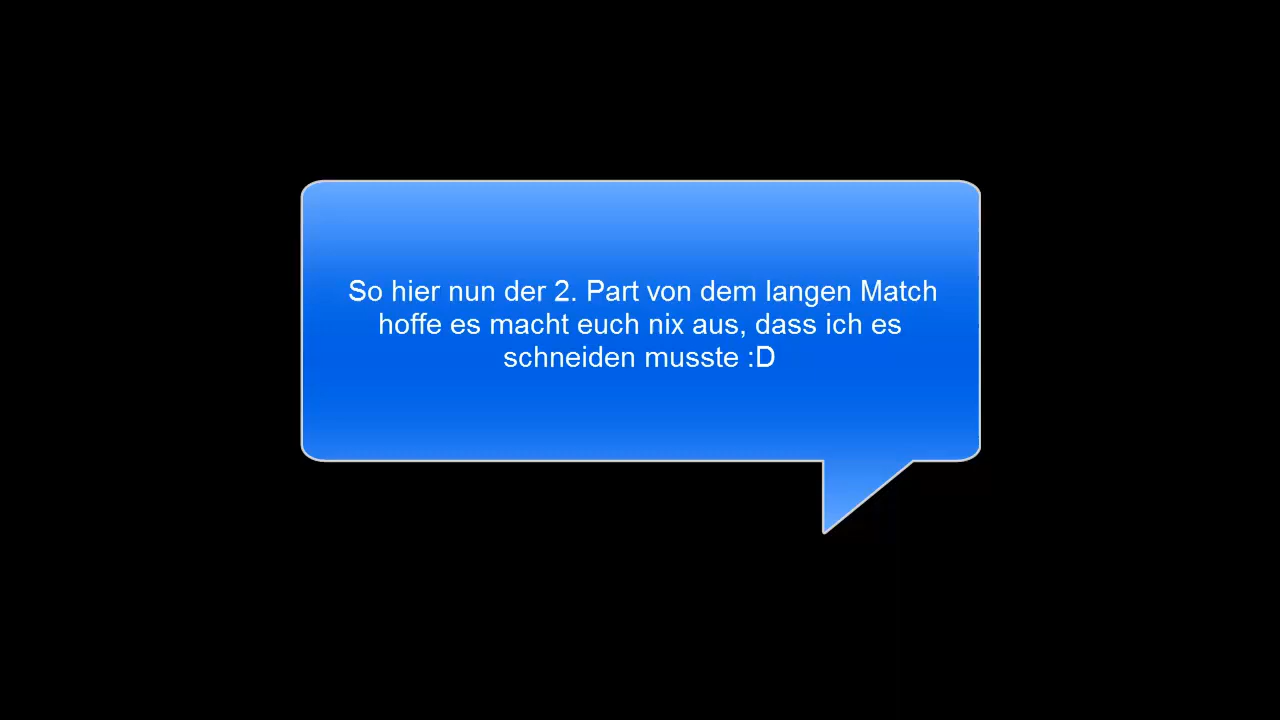 So hier nun der 2. Part von dem langen Match
hoffe es macht euch nix aus, dass ich es
schneiden musste :D